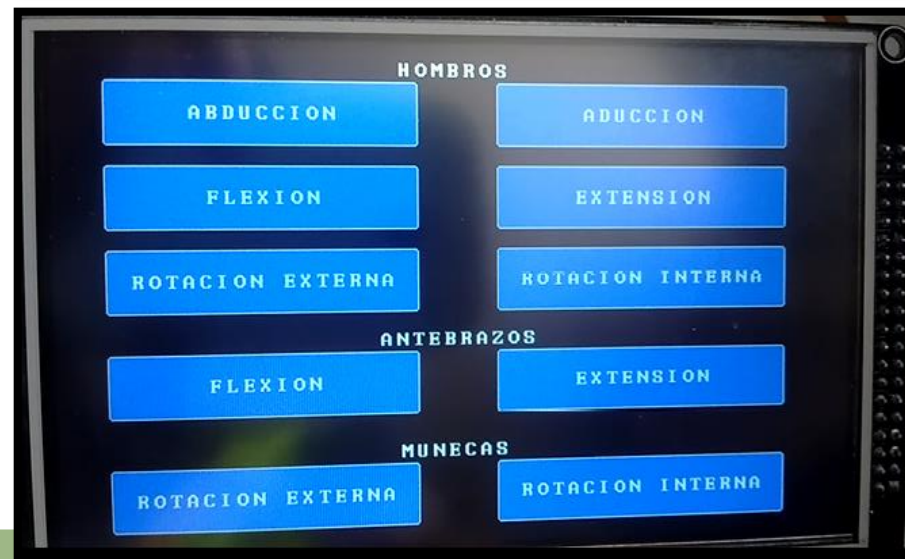 HOMBROS
ABDUCCION
ADUCCION
FLEXION
EXTENSION
ROTACION EXTERNA
ROTACION INTERNA
ANTEBRAZOS
FLEXION
EXTENSION
MUNECAS
ROTACION EXTERNA
ROTACION INTERNA